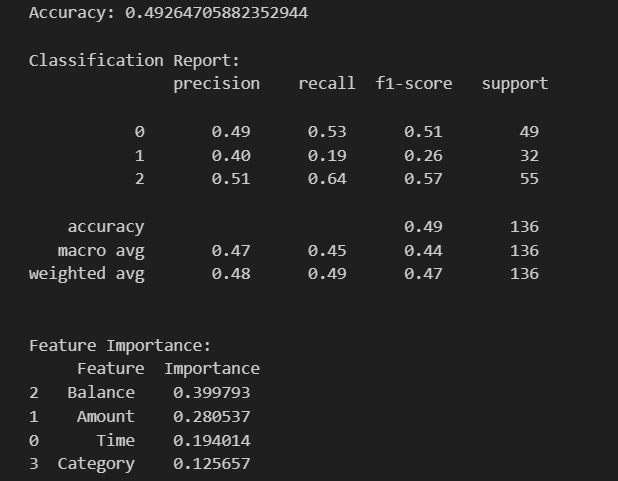 Accuracy: 0.49264705882352944
Classification Report:
precision recall f1-score support
0 0.49 0.53 0.51 49
1 0.40 0.19 0.26 32
2 0.51 0.64 0.57 55
accuracy 0.49 136
macro avg 0.47 0.45 0.44 136
weighted avg 0.48 0.49 0.47 136
Feature Importance:
Feature Importance
2 Balance 0.399793
1 Amount 0.280537
0 Time 0.194014
3 Category 0.125657